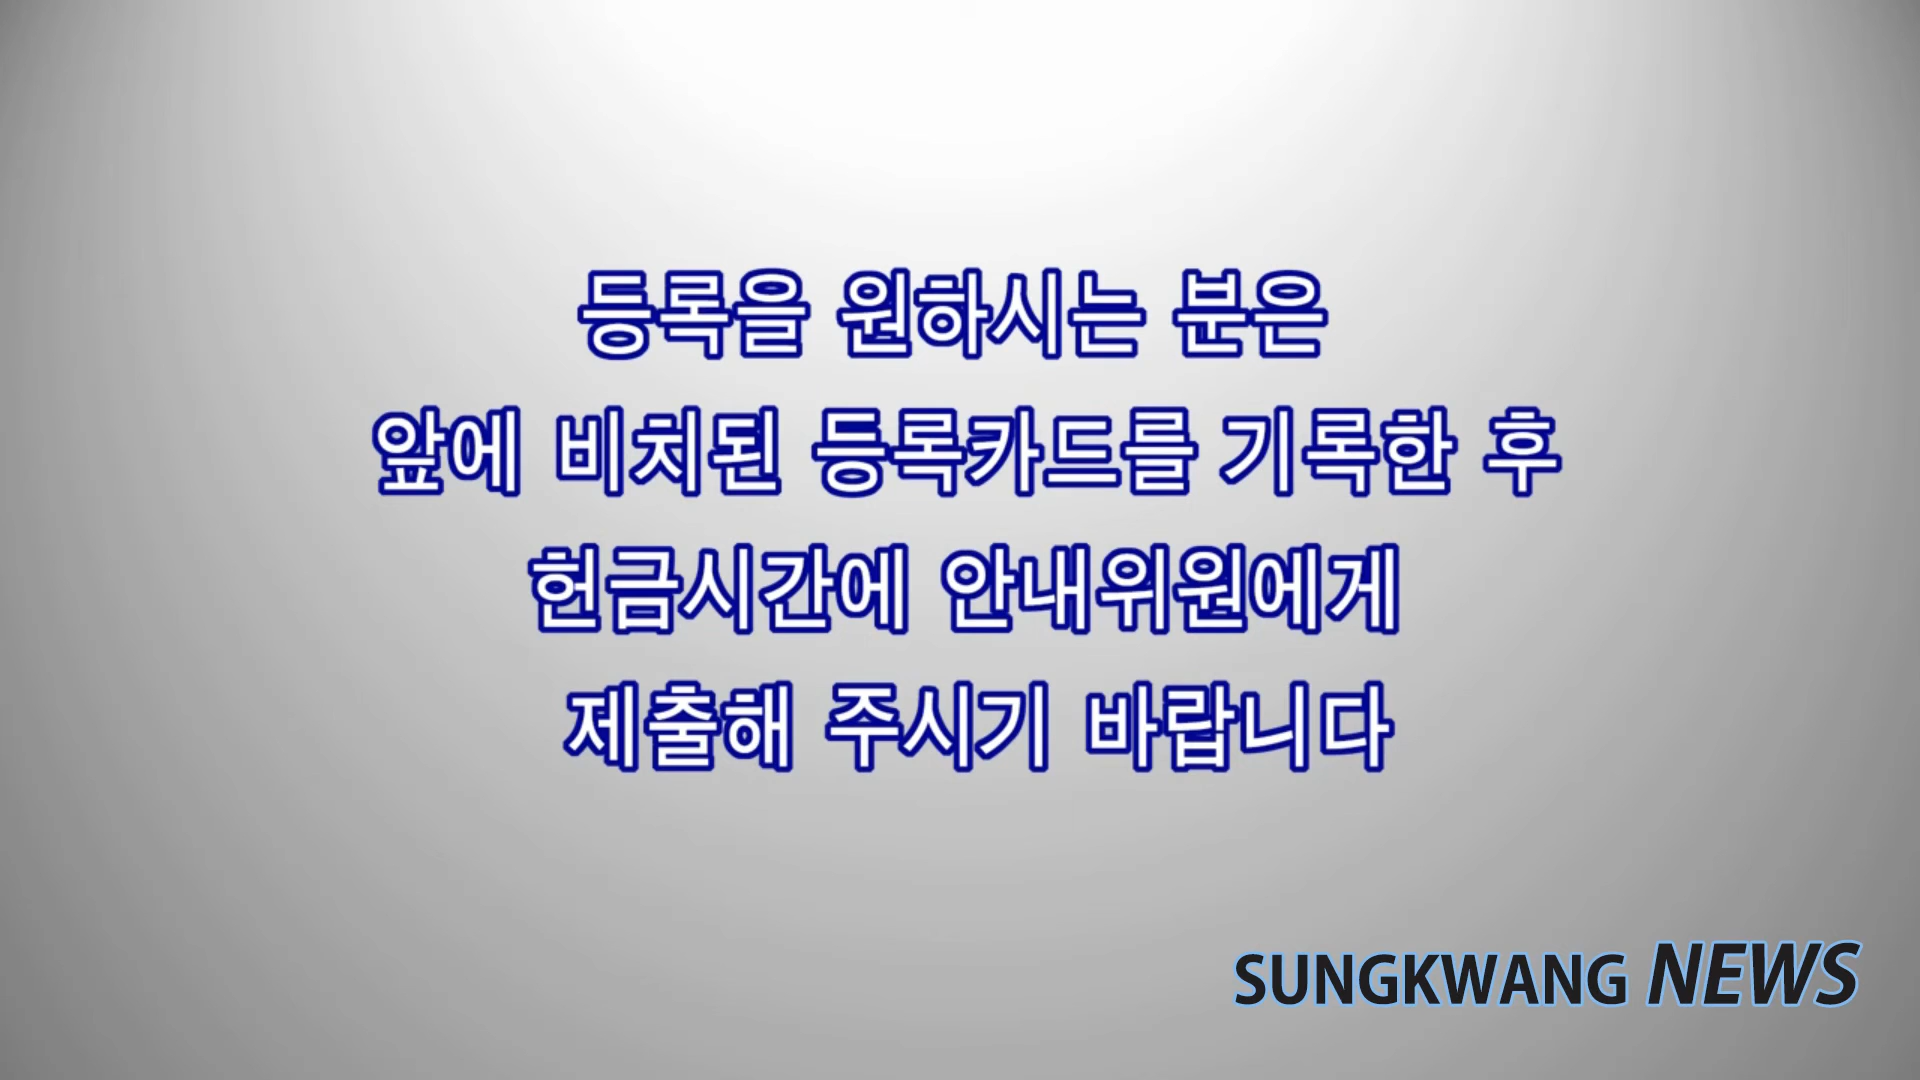 등록을 원하시는 분은
앞에 비치된 등록카드를 기록한 후
헌금시간에 안내위원에게
제출해 주시기 바랍니다
SUNGKWANG NEWS